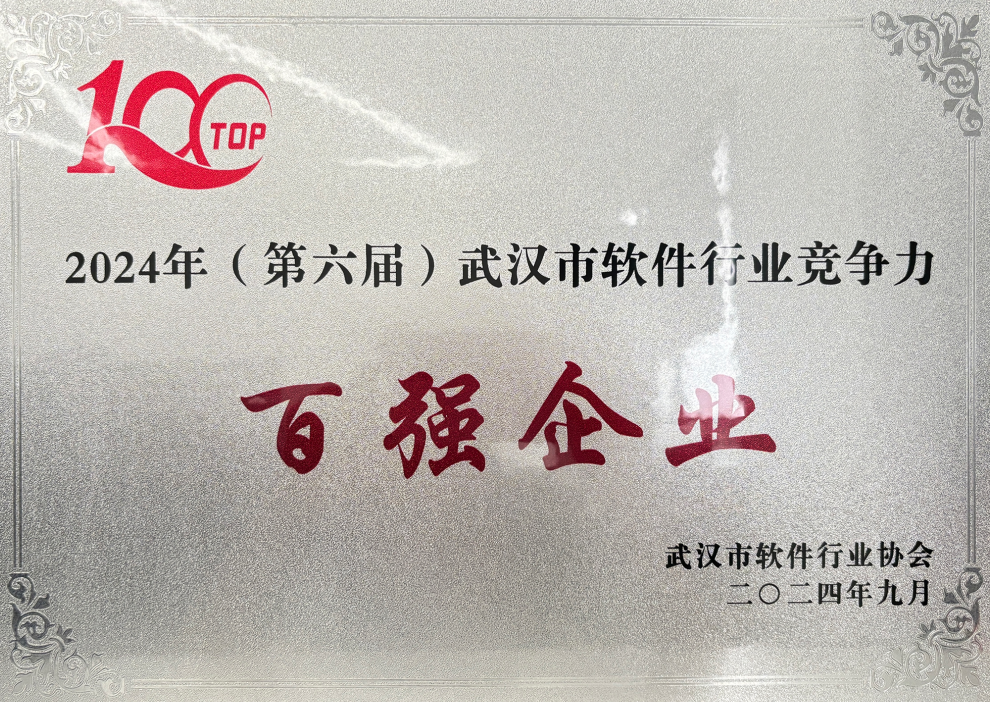 100 TOP
2024年（第六届）武汉市软件行业竞争力
百强企业
武汉市软件行业协会
二〇二四年九月